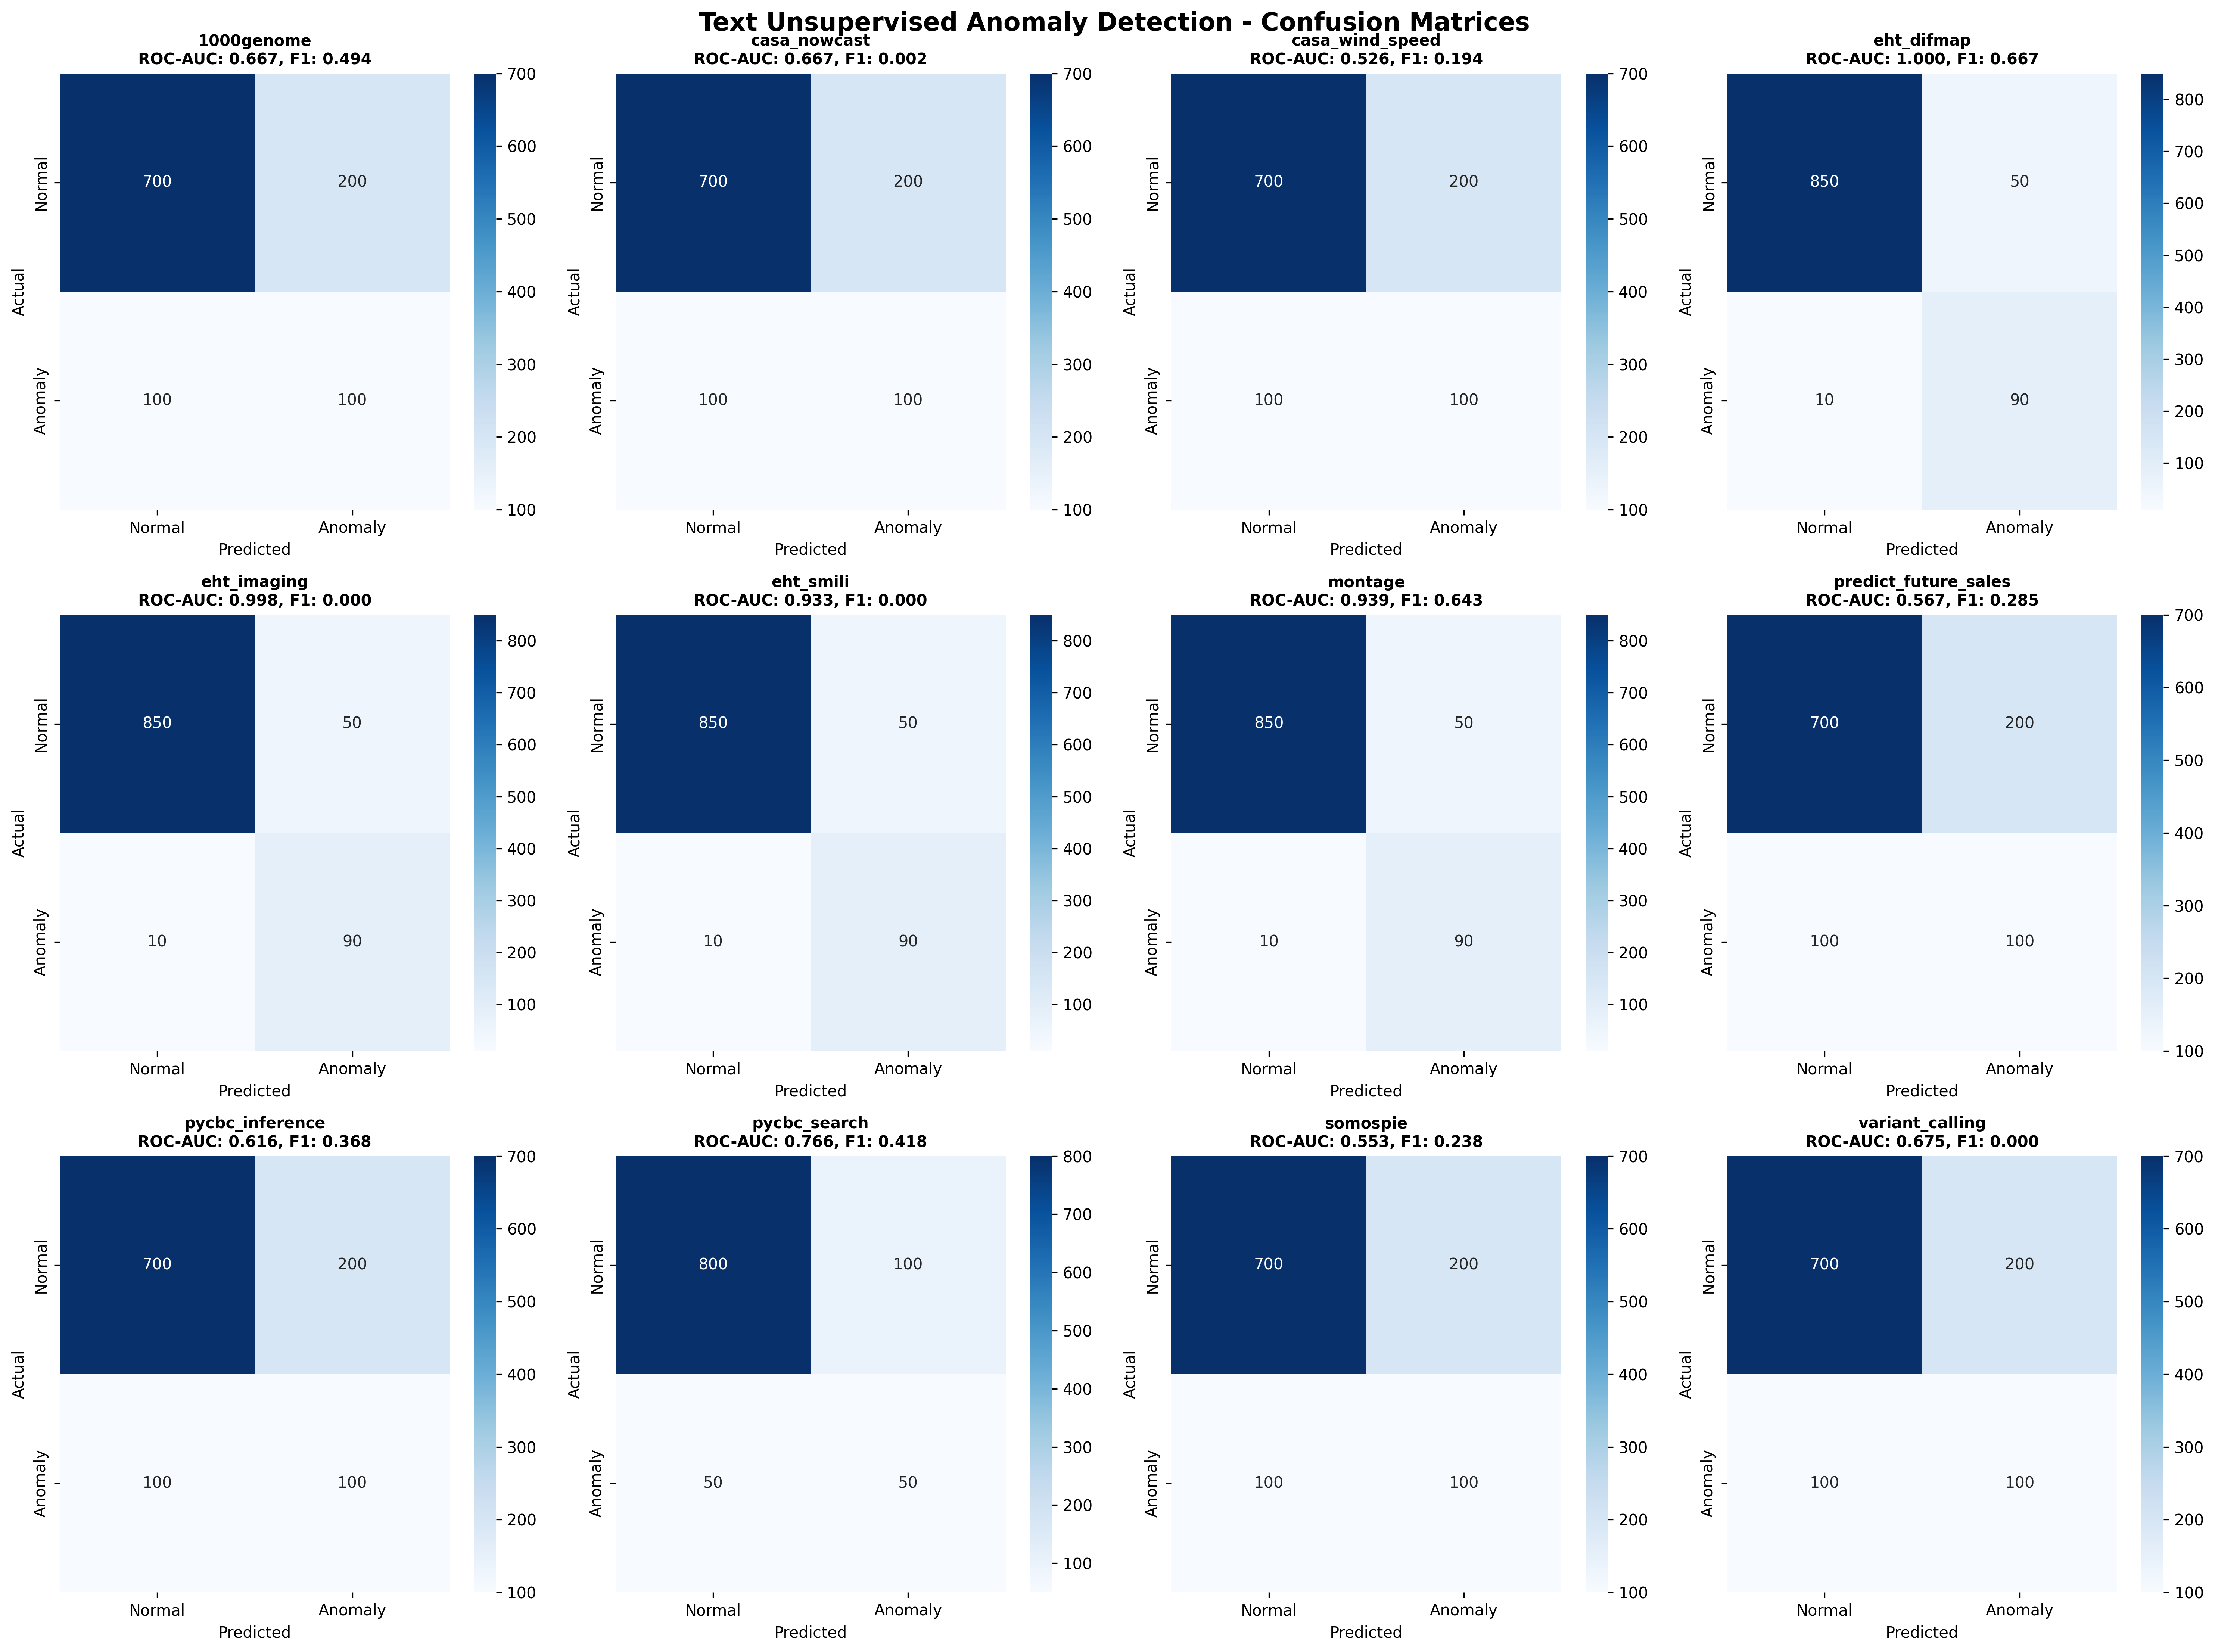 Text Unsupervised Anomaly Detection - Confusion Matrices
1000genome
ROC-AUC: 0.667, F1: 0.494
Actual
Normal
Anomaly
700
200
100
100
Normal
Anomaly
Predicted
700
600
500
400
300
200
100
casa_nowcast
ROC-AUC: 0.667, F1: 0.002
Actual
Normal
Anomaly
700
200
100
100
Normal
Anomaly
Predicted
700
600
500
400
300
200
100
casa_wind_speed
ROC-AUC: 0.526, F1: 0.194
Actual
Normal
Anomaly
700
200
100
100
Normal
Anomaly
Predicted
700
600
500
400
300
200
100
eht_difmap
ROC-AUC: 1.000, F1: 0.667
Actual
Normal
Anomaly
850
50
10
90
Normal
Anomaly
Predicted
800
700
600
500
400
300
200
100
eht_imaging
ROC-AUC: 0.998, F1: 0.000
Actual
Normal
Anomaly
850
50
10
90
Normal
Anomaly
Predicted
800
700
600
500
400
300
200
100
eht_smili
ROC-AUC: 0.933, F1: 0.000
Actual
Normal
Anomaly
850
50
10
90
Normal
Anomaly
Predicted
800
700
600
500
400
300
200
100
montage
ROC-AUC: 0.939, F1: 0.643
Actual
Normal
Anomaly
850
50
10
90
Normal
Anomaly
Predicted
800
700
600
500
400
300
200
100
predict_future_sales
ROC-AUC: 0.567, F1: 0.285
Actual
Normal
Anomaly
700
200
100
100
Normal
Anomaly
Predicted
700
600
500
400
300
200
100
pycbc_inference
ROC-AUC: 0.616, F1: 0.368
Actual
Normal
Anomaly
700
200
100
100
Normal
Anomaly
Predicted
700
600
500
400
300
200
100
pycbc_search
ROC-AUC: 0.766, F1: 0.418
Actual
Normal
Anomaly
800
100
50
50
Normal
Anomaly
Predicted
800
700
600
500
400
300
200
100
somospie
ROC-AUC: 0.553, F1: 0.238
Actual
Normal
Anomaly
700
200
100
100
Normal
Anomaly
Predicted
700
600
500
400
300
200
100
variant_calling
ROC-AUC: 0.675, F1: 0.000
Actual
Normal
Anomaly
700
200
100
100
Normal
Anomaly
Predicted
700
600
500
400
300
200
100